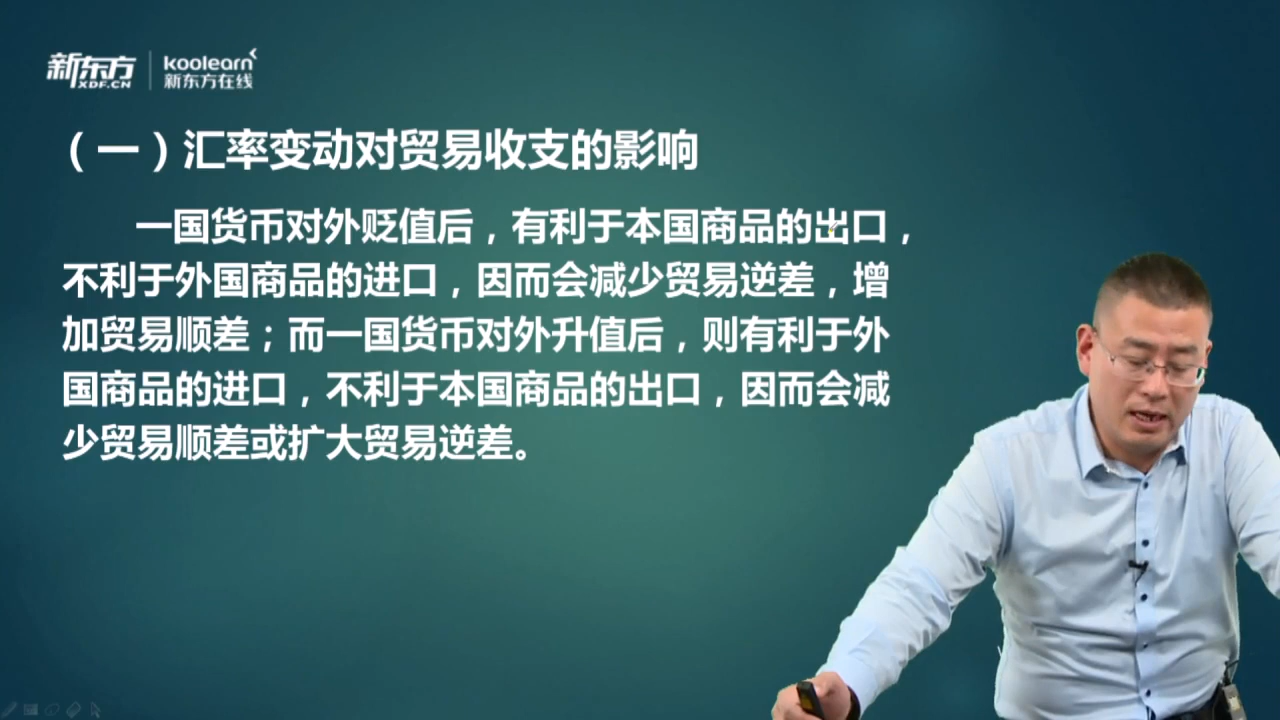 新东方
XDF.CN
koolearn
新东方在线
（一）汇率变动对贸易收支的影响
一国货币对外贬值后，有利于本国商品的出口，
不利于外国商品的进口，因而会减少贸易逆差，增
加贸易顺差；而一国货币对外升值后，则有利于外
国商品的进口，不利于本国商品的出口，因而会减
少贸易顺差或扩大贸易逆差。